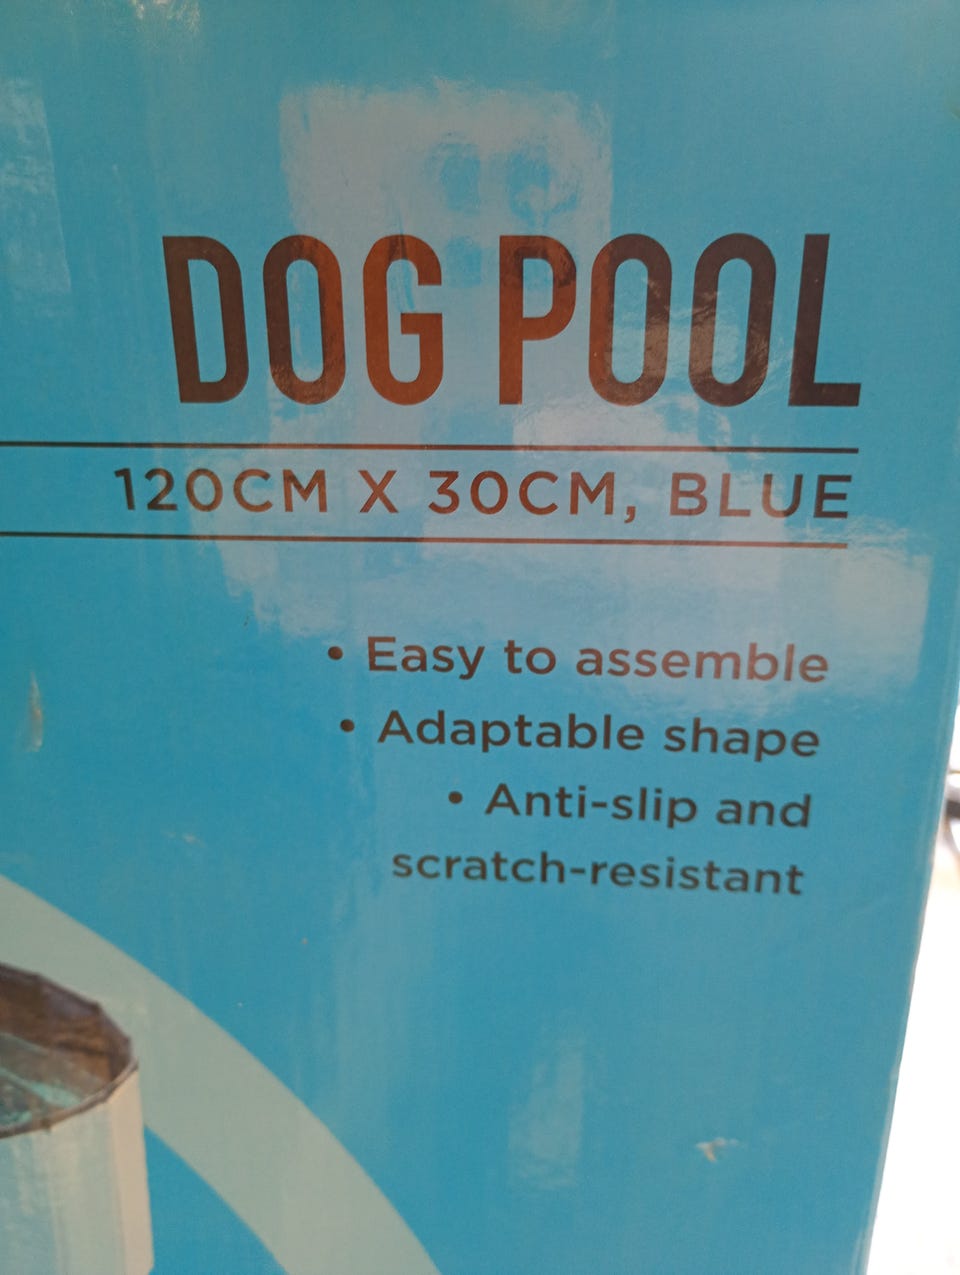 DOG POOL
120CM X 30CM, BLUE
• Easy to assemble
• Adaptable shape
• Anti-slip and
scratch-resistant